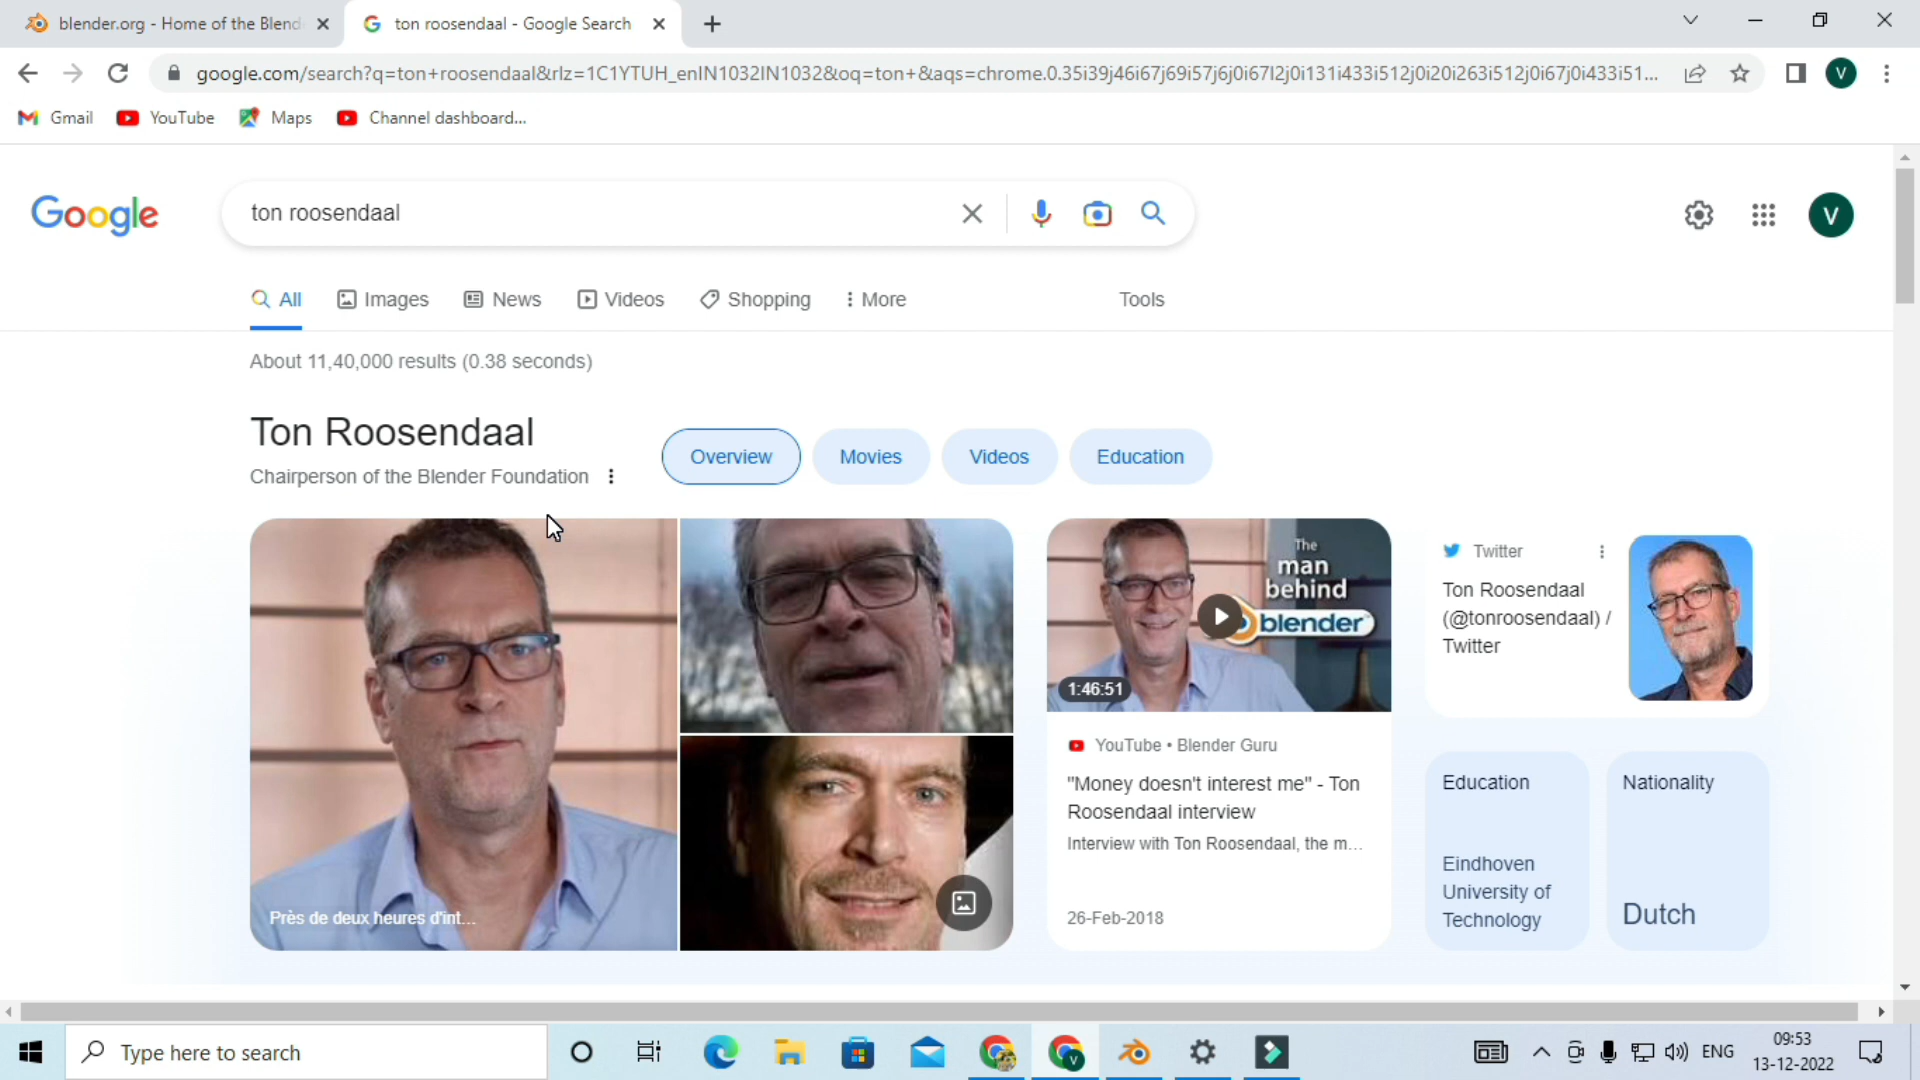 blender.org - Home of the Blend
ton roosendaal - Google Search
google.com/search?q=ton+roosendaal&rlz=1C1YTUH_enIN1032IN1032&oq=ton+&aqs=chrome.0.35i39j46i67j69i57j6j0i67l2j0i131i433i512j0i20i263i512j0i67j0i433i51...
V
Gmail
YouTube
Maps
Channel dashboard...
Google
ton roosendaal
V
All
Images
News
Videos
Shopping
More
Tools
About 11,40,000 results (0.38 seconds)
Ton Roosendaal
Chairperson of the Blender Foundation
Overview
Movies
Videos
Education
Près de deux heures d'int...
The
man
behind
blender
1:46:51
YouTube • Blender Guru
"Money doesn't interest me" - Ton
Roosendaal interview
Interview with Ton Roosendaal, the m...
26-Feb-2018
Twitter
Ton Roosendaal
(@tonroosendaal) /
Twitter
Education
Eindhoven
University of
Technology
Nationality
Dutch
Type here to search
V
ENG
09:53
13-12-2022